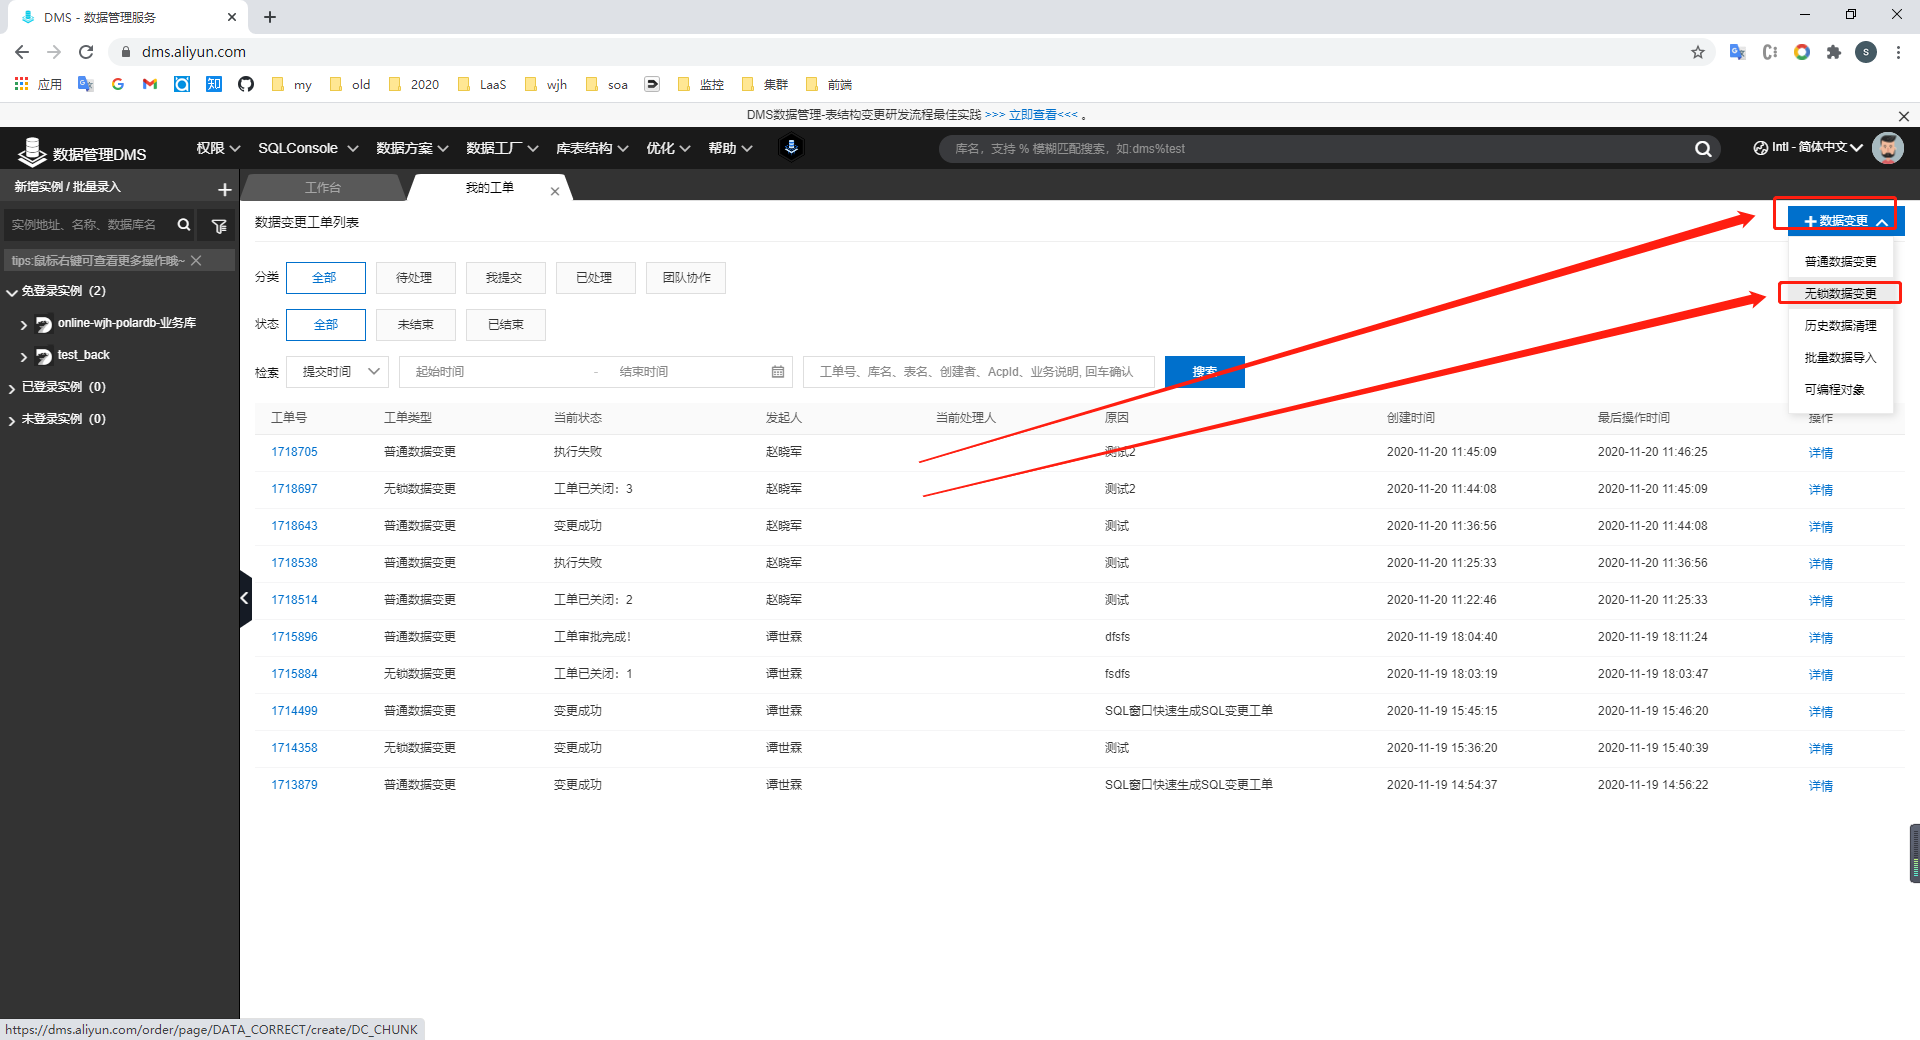 DMS - 数据管理服务
dms.aliyun.com
S
应用 my old 2020 LaaS wjh soa 监控 集群 前端
DMS数据管理-表结构变更研发流程最佳实践 >>> 立即查看<<< 。
数据管理DMS 权限 SQLConsole 数据方案 数据工厂 库表结构 优化 帮助 库名，支持 % 模糊匹配搜索，如:dms%test Intl - 简体中文
新增实例 / 批量录入
实例地址、名称、数据库名
tips:鼠标右键可查看更多操作哦~
免登录实例（2）
online-wjh-polardb-业务库
test_back
已登录实例（0）
未登录实例（0）
工作台 我的工单
数据变更工单列表
数据变更
普通数据变更
无锁数据变更
历史数据清理
批量数据导入
可编程对象
分类 全部 待处理 我提交 已处理 团队协作
状态 全部 未结束 已结束
检索 提交时间 起始时间 - 结束时间 工单号、库名、表名、创建者、AcpId、业务说明, 回车确认 搜索
工单号 工单类型 当前状态 发起人 当前处理人 原因 创建时间 最后操作时间 操作
1718705 普通数据变更 执行失败 赵晓军 测试2 2020-11-20 11:45:09 2020-11-20 11:46:25 详情
1718697 无锁数据变更 工单已关闭：3 赵晓军 测试2 2020-11-20 11:44:08 2020-11-20 11:45:09 详情
1718643 普通数据变更 变更成功 赵晓军 测试 2020-11-20 11:36:56 2020-11-20 11:44:08 详情
1718538 普通数据变更 执行失败 赵晓军 测试 2020-11-20 11:25:33 2020-11-20 11:36:56 详情
1718514 普通数据变更 工单已关闭：2 赵晓军 测试 2020-11-20 11:22:46 2020-11-20 11:25:33 详情
1715896 普通数据变更 工单审批完成！ 谭世霖 dfsfs 2020-11-19 18:04:40 2020-11-19 18:11:24 详情
1715884 无锁数据变更 工单已关闭：1 谭世霖 fsdfs 2020-11-19 18:03:19 2020-11-19 18:03:47 详情
1714499 普通数据变更 变更成功 谭世霖 SQL窗口快速生成SQL变更工单 2020-11-19 15:45:15 2020-11-19 15:46:20 详情
1714358 无锁数据变更 变更成功 谭世霖 测试 2020-11-19 15:36:20 2020-11-19 15:40:39 详情
1713879 普通数据变更 变更成功 谭世霖 SQL窗口快速生成SQL变更工单 2020-11-19 14:54:37 2020-11-19 14:56:22 详情
https://dms.aliyun.com/order/page/DATA_CORRECT/create/DC_CHUNK